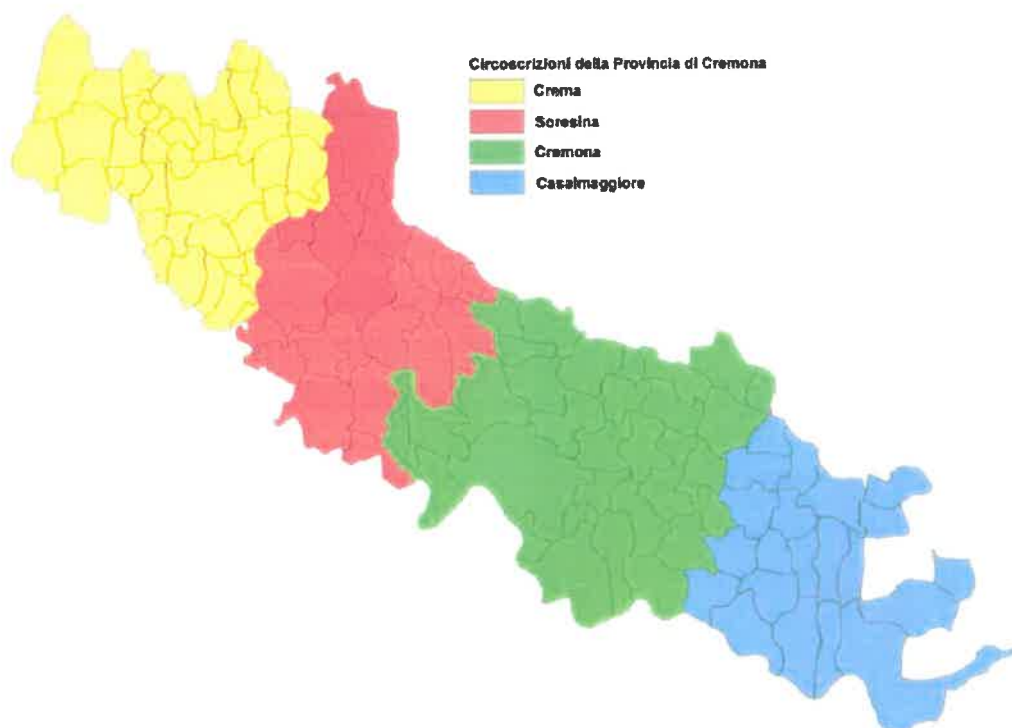 Circoscrizioni della Provincia di Cremona
Crema
Soresina
Cremona
Casalmaggiore